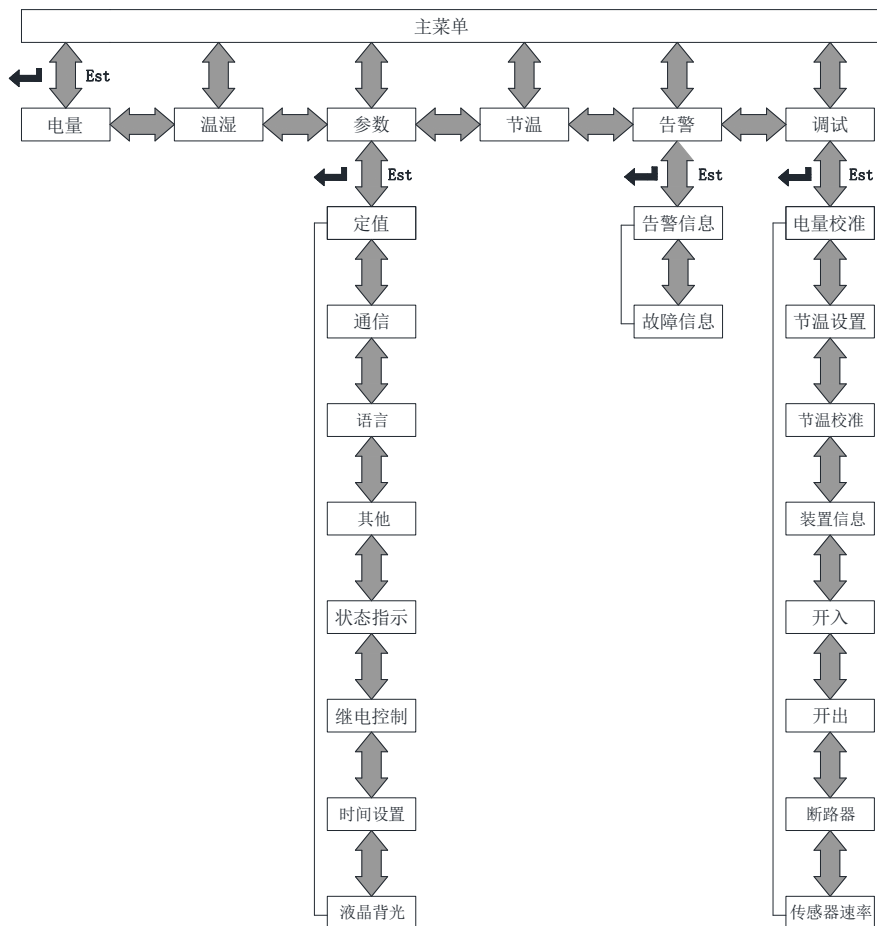 主菜单
Est
电量 温湿 参数 节温 告警 调试
Est Est Est
定值 告警信息 电量校准
通信 故障信息 节温设置
语言 节温校准
其他 装置信息
状态指示 开入
继电控制 开出
时间设置 断路器
液晶背光 传感器速率